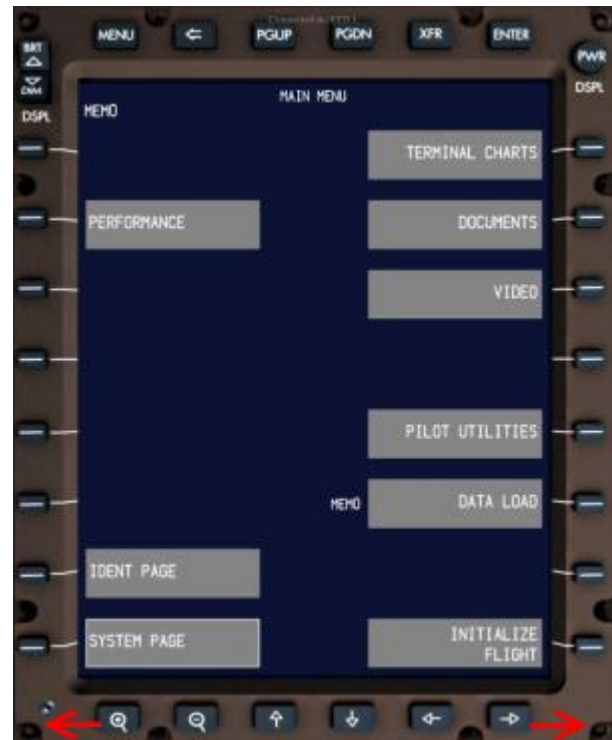 MENU
PGUP
PGDN
XFR
ENTER
BRT
PWR
DSPL
DSPL
MAIN MENU
MEMO
TERMINAL CHARTS
PERFORMANCE
DOCUMENTS
VIDEO
PILOT UTILITIES
MEMO
DATA LOAD
IDENT PAGE
SYSTEM PAGE
INITIALIZE
FLIGHT